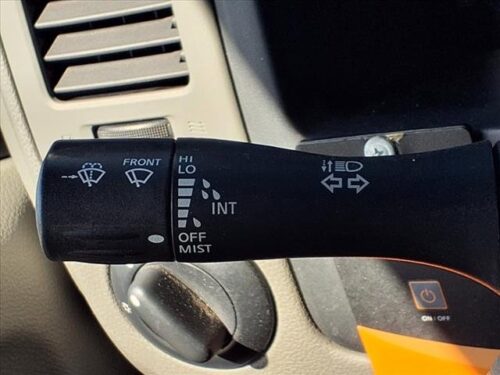 FRONT
HI
LO
INT
OFF
MIST
ON / OFF